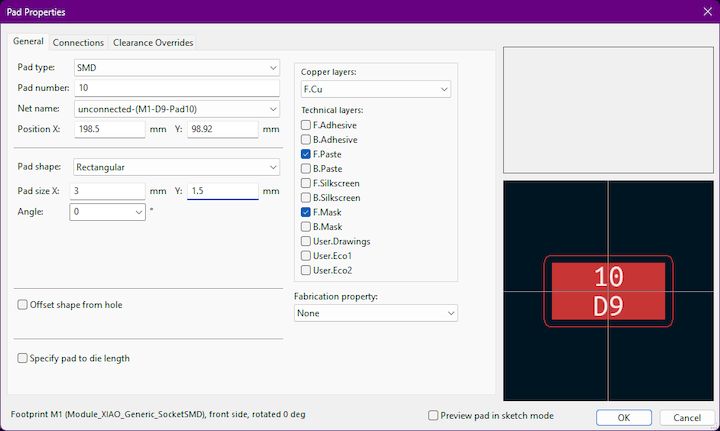 Pad Properties
General Connections Clearance Overrides
Pad type: SMD
Pad number: 10
Net name: unconnected-(M1-D9-Pad10)
Position X: 198.5 mm Y: 98.92 mm
Pad shape: Rectangular
Pad size X: 3 mm Y: 1.5 mm
Angle: 0 °
Offset shape from hole
Specify pad to die length
Copper layers:
F.Cu
Technical layers:
F.Adhesive
B.Adhesive
F.Paste
B.Paste
F.Silkscreen
B.Silkscreen
F.Mask
B.Mask
User.Drawings
User.Eco1
User.Eco2
Fabrication property:
None
10
D9
Footprint M1 (Module_XIAO_Generic_SocketSMD), front side, rotated 0 deg
Preview pad in sketch mode
OK Cancel